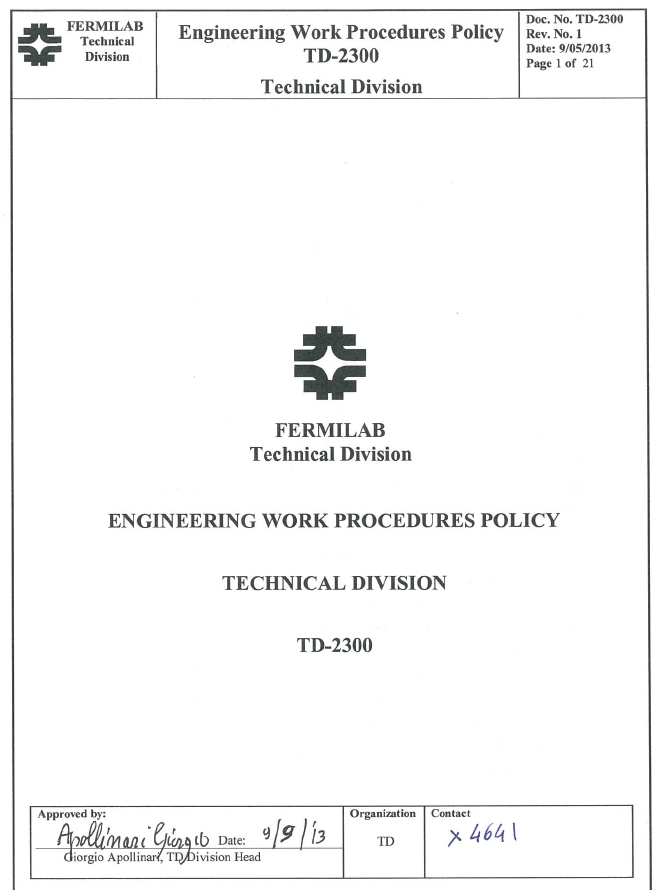 FERMILAB
Technical
Division
Engineering Work Procedures Policy
TD-2300
Technical Division
Doc. No. TD-2300
Rev. No. 1
Date: 9/05/2013
Page 1 of 21
FERMILAB
Technical Division
ENGINEERING WORK PROCEDURES POLICY
TECHNICAL DIVISION
TD-2300
Approved by:
Apollinari Giorgio Date: 9/9/13
Giorgio Apollinari, TD Division Head
Organization
TD
Contact
x 4641